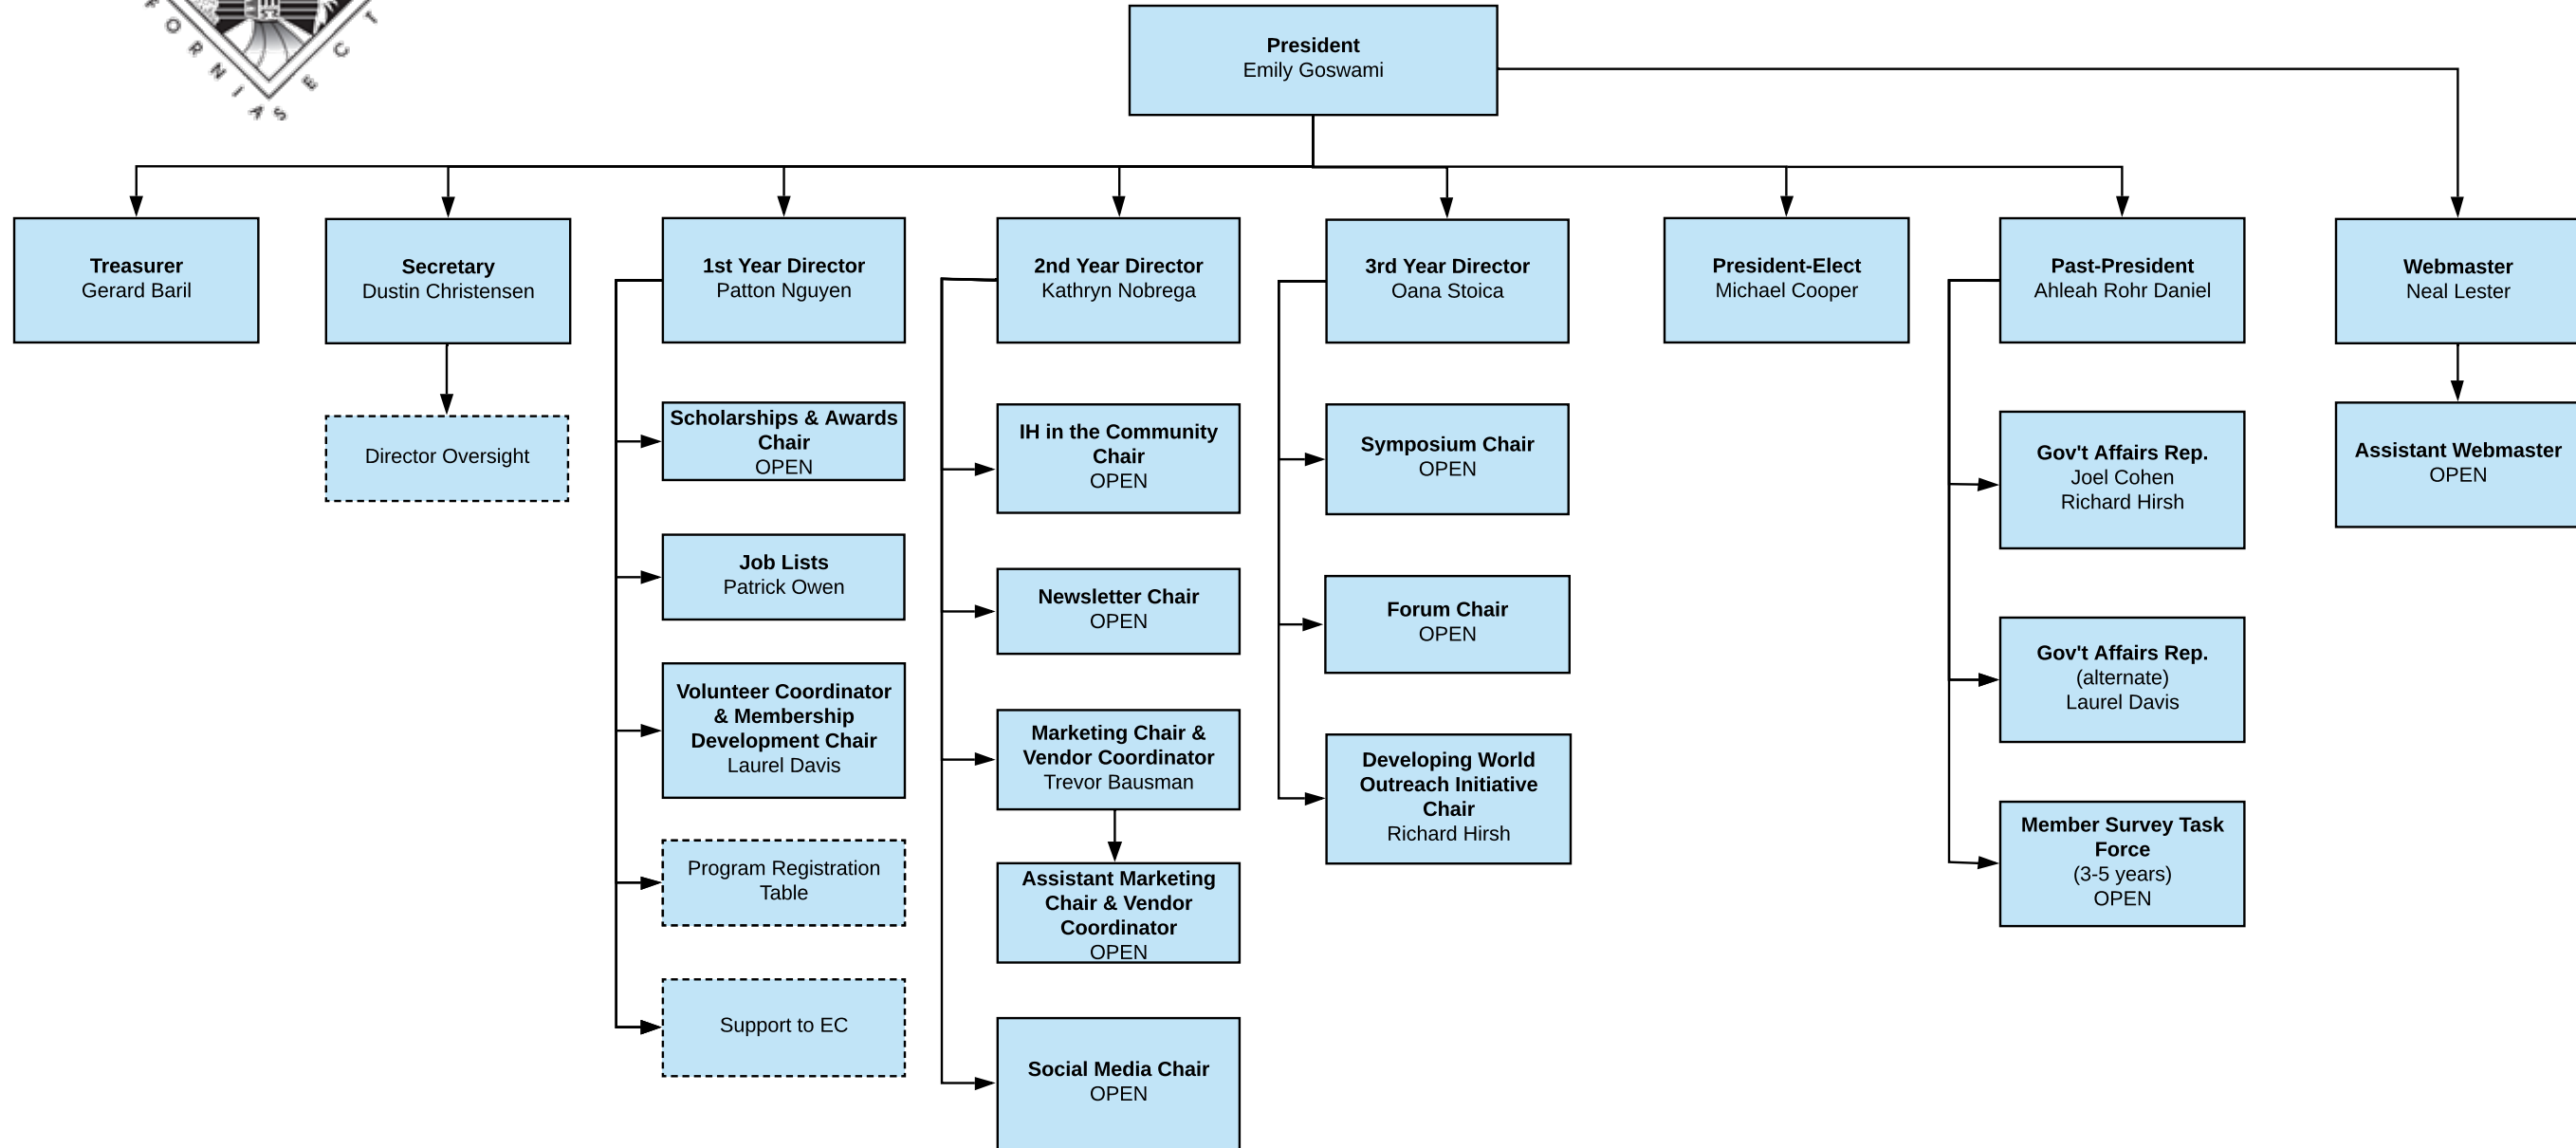 F O R N I A S E C T
President
Emily Goswami
Treasurer
Gerard Baril
Secretary
Dustin Christensen
1st Year Director
Patton Nguyen
2nd Year Director
Kathryn Nobrega
3rd Year Director
Oana Stoica
President-Elect
Michael Cooper
Past-President
Ahleah Rohr Daniel
Webmaster
Neal Lester
Director Oversight
Scholarships & Awards
Chair
OPEN
Job Lists
Patrick Owen
Volunteer Coordinator
& Membership
Development Chair
Laurel Davis
Program Registration
Table
Support to EC
IH in the Community
Chair
OPEN
Newsletter Chair
OPEN
Marketing Chair &
Vendor Coordinator
Trevor Bausman
Assistant Marketing
Chair & Vendor
Coordinator
OPEN
Social Media Chair
OPEN
Symposium Chair
OPEN
Forum Chair
OPEN
Developing World
Outreach Initiative
Chair
Richard Hirsh
Gov't Affairs Rep.
Joel Cohen
Richard Hirsh
Gov't Affairs Rep.
(alternate)
Laurel Davis
Member Survey Task
Force
(3-5 years)
OPEN
Assistant Webmaster
OPEN